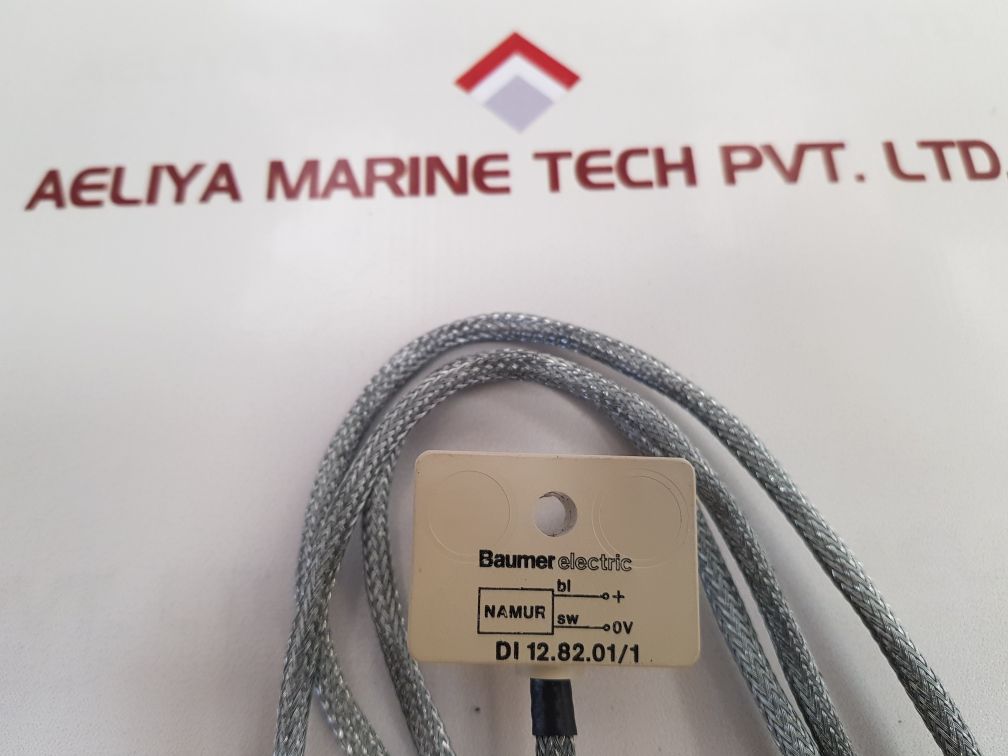 AELIYA MARINE TECH PVT. LTD.
Baumer electric
bl
+
NAMUR
sw
0V
DI 12.82.01/1